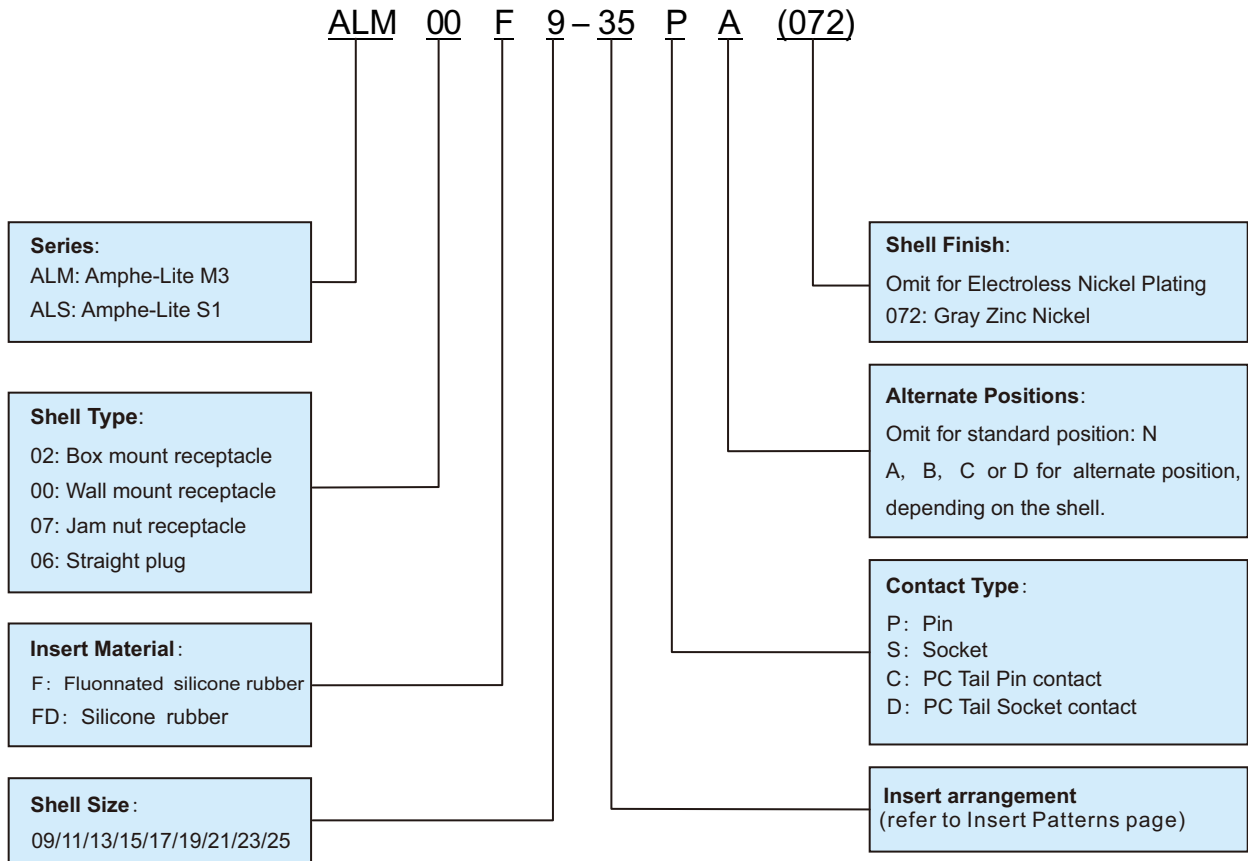 ALM 00 F 9-35 P A (072)
Series:
ALM: Amphe-Lite M3
ALS: Amphe-Lite S1
Shell Type:
02: Box mount receptacle
00: Wall mount receptacle
07: Jam nut receptacle
06: Straight plug
Insert Material:
F: Fluonnated silicone rubber
FD: Silicone rubber
Shell Size:
09/11/13/15/17/19/21/23/25
Shell Finish:
Omit for Electroless Nickel Plating
072: Gray Zinc Nickel
Alternate Positions:
Omit for standard position: N
A, B, C or D for alternate position,
depending on the shell.
Contact Type:
P: Pin
S: Socket
C: PC Tail Pin contact
D: PC Tail Socket contact
Insert arrangement
(refer to Insert Patterns page)